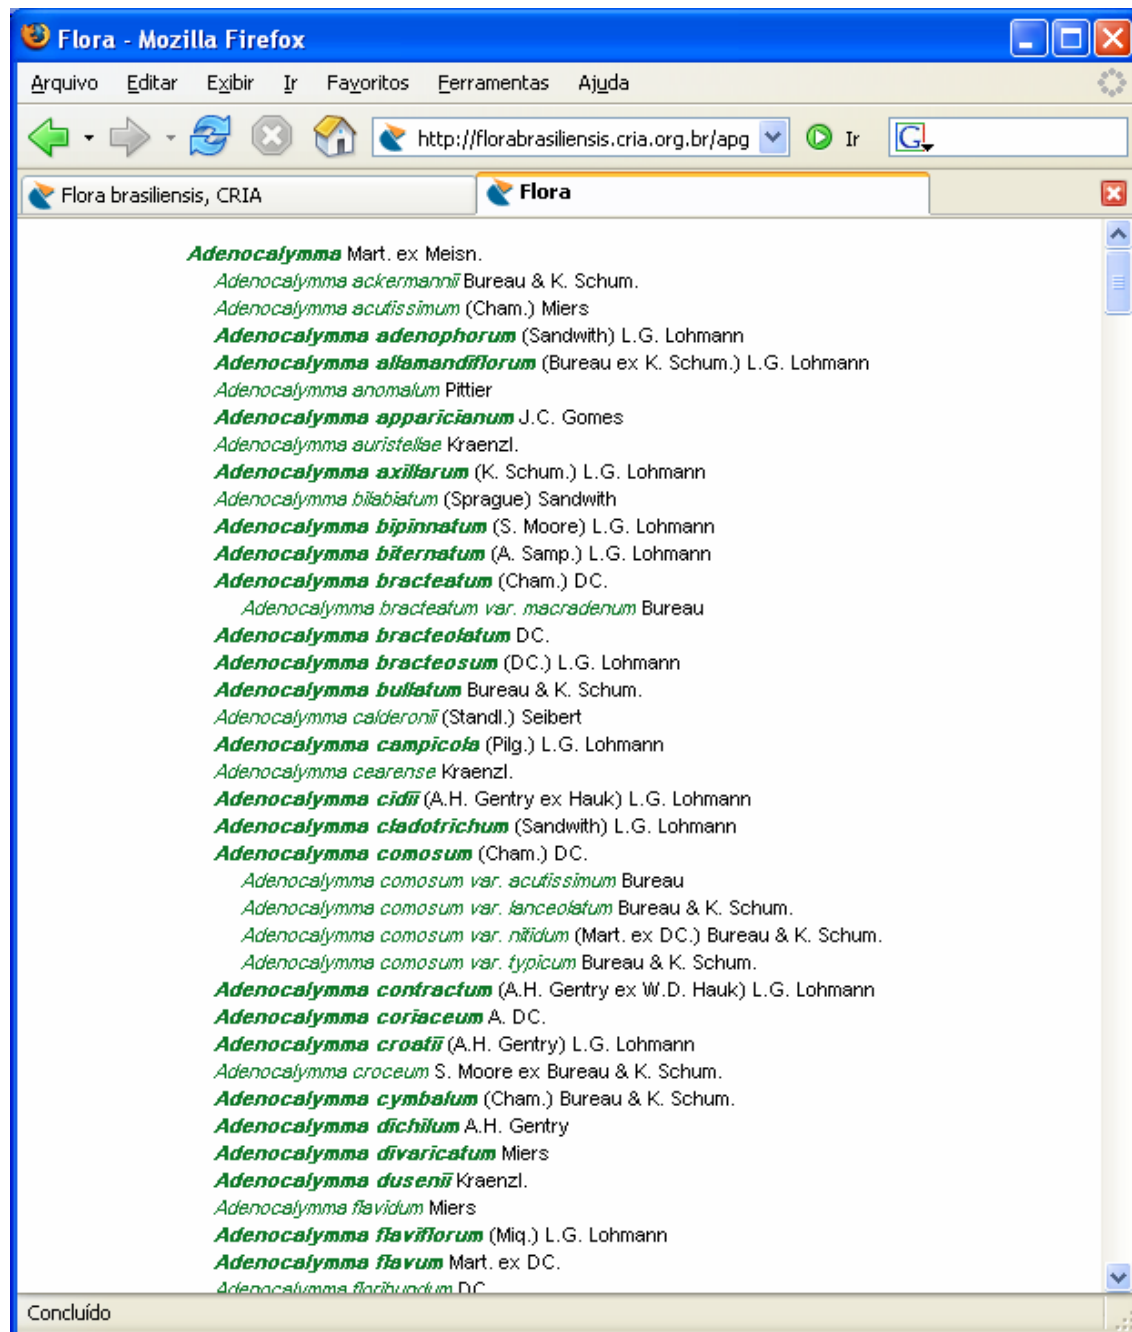 Flora - Mozilla Firefox
Arquivo Editar Exibir Ir Favoritos Ferramentas Ajuda
http://florabrasiliensis.cria.org.br/apg Ir G
Flora brasiliensis, CRIA Flora
Adenocalymma Mart. ex Meisn.
Adenocalymma ackermannii Bureau & K. Schum.
Adenocalymma acutissimum (Cham.) Miers
Adenocalymma adenophorum (Sandwith) L.G. Lohmann
Adenocalymma allamandiflorum (Bureau ex K. Schum.) L.G. Lohmann
Adenocalymma anomalum Pittier
Adenocalymma apparicianum J.C. Gomes
Adenocalymma auristellae Kraenzl.
Adenocalymma axillarum (K. Schum.) L.G. Lohmann
Adenocalymma bilabiatum (Sprague) Sandwith
Adenocalymma bipinnatum (S. Moore) L.G. Lohmann
Adenocalymma biternatum (A. Samp.) L.G. Lohmann
Adenocalymma bracteatum (Cham.) DC.
Adenocalymma bracteatum var. macradenum Bureau
Adenocalymma bracteolatum DC.
Adenocalymma bracteosum (DC.) L.G. Lohmann
Adenocalymma bullatum Bureau & K. Schum.
Adenocalymma calderonii (Standl.) Seibert
Adenocalymma campicola (Pilg.) L.G. Lohmann
Adenocalymma cearense Kraenzl.
Adenocalymma cidii (A.H. Gentry ex Hauk) L.G. Lohmann
Adenocalymma cladotrichum (Sandwith) L.G. Lohmann
Adenocalymma comosum (Cham.) DC.
Adenocalymma comosum var. acutissimum Bureau
Adenocalymma comosum var. lanceolatum Bureau & K. Schum.
Adenocalymma comosum var. nitidum (Mart. ex DC.) Bureau & K. Schum.
Adenocalymma comosum var. typicum Bureau & K. Schum.
Adenocalymma contractum (A.H. Gentry ex W.D. Hauk) L.G. Lohmann
Adenocalymma coriaceum A. DC.
Adenocalymma croatii (A.H. Gentry) L.G. Lohmann
Adenocalymma croceum S. Moore ex Bureau & K. Schum.
Adenocalymma cymbalum (Cham.) Bureau & K. Schum.
Adenocalymma dichilum A.H. Gentry
Adenocalymma divaricatum Miers
Adenocalymma dusenii Kraenzl.
Adenocalymma flavidum Miers
Adenocalymma flaviflorum (Miq.) L.G. Lohmann
Adenocalymma flavum Mart. ex DC.
Adenocalymma floribundum DC
Concluído